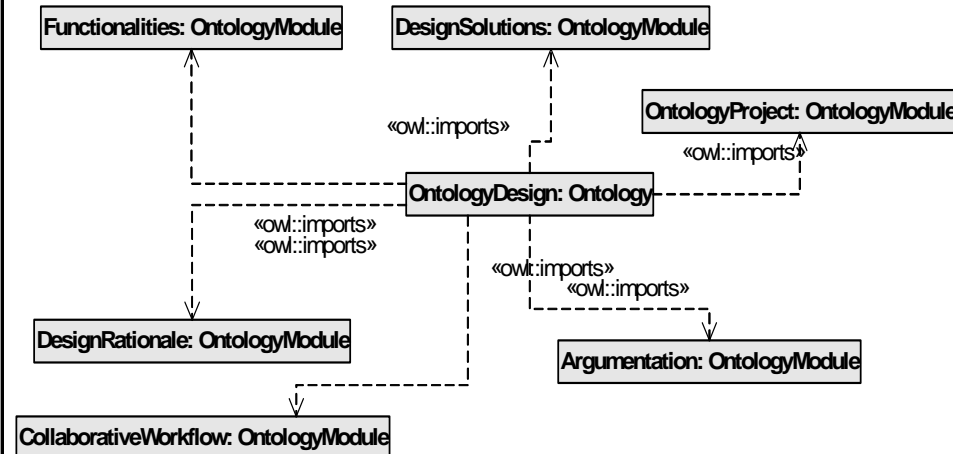 Functionalities: OntologyModule
DesignSolutions: OntologyModule
OntologyProject: OntologyModule
«owl::imports»
«owl::imports»
OntologyDesign: Ontology
«owl::imports»
«owl::imports»
«owl::imports»
«owl::imports»
DesignRationale: OntologyModule
Argumentation: OntologyModule
CollaborativeWorkflow: OntologyModule